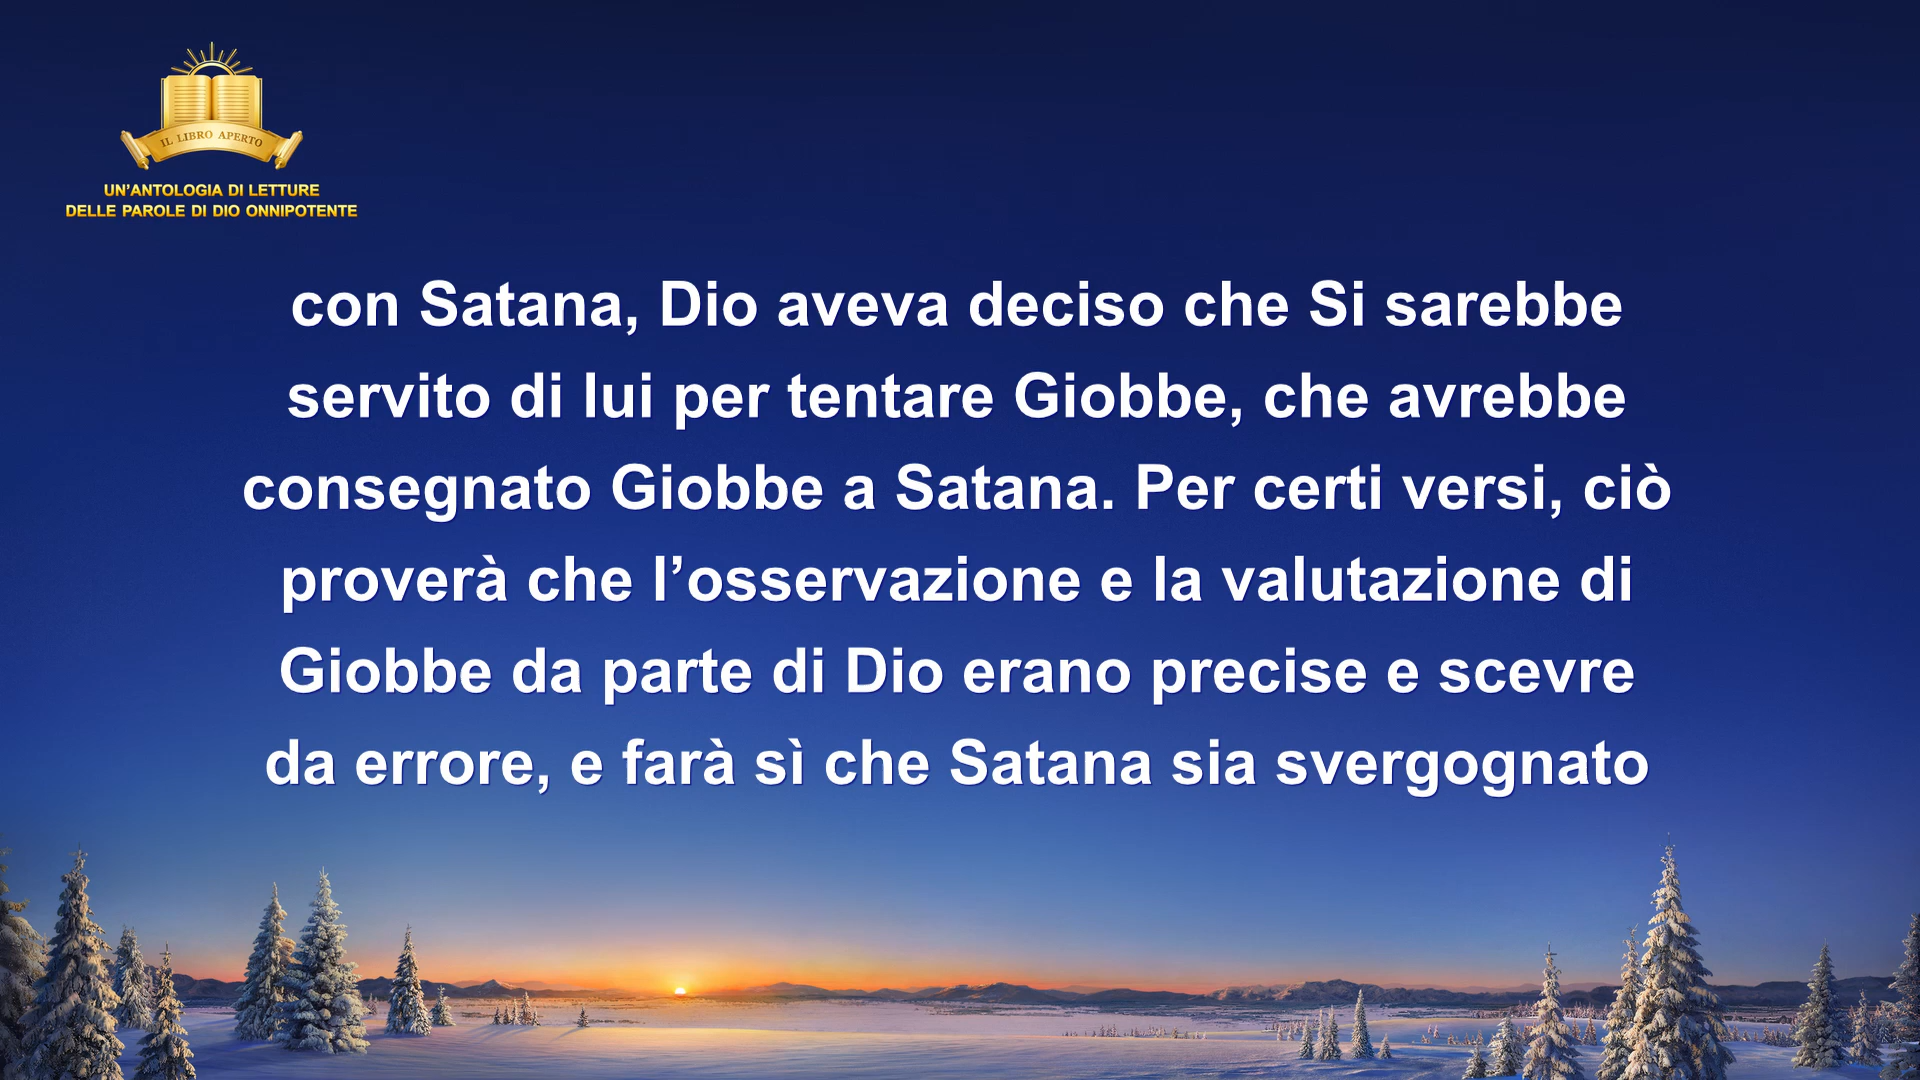 IL LIBRO APERTO
UN’ANTOLOGIA DI LETTURE
DELLE PAROLE DI DIO ONNIPOTENTE
con Satana, Dio aveva deciso che Si sarebbe
servito di lui per tentare Giobbe, che avrebbe
consegnato Giobbe a Satana. Per certi versi, ciò
proverà che l’osservazione e la valutazione di
Giobbe da parte di Dio erano precise e scevre
da errore, e farà sì che Satana sia svergognato